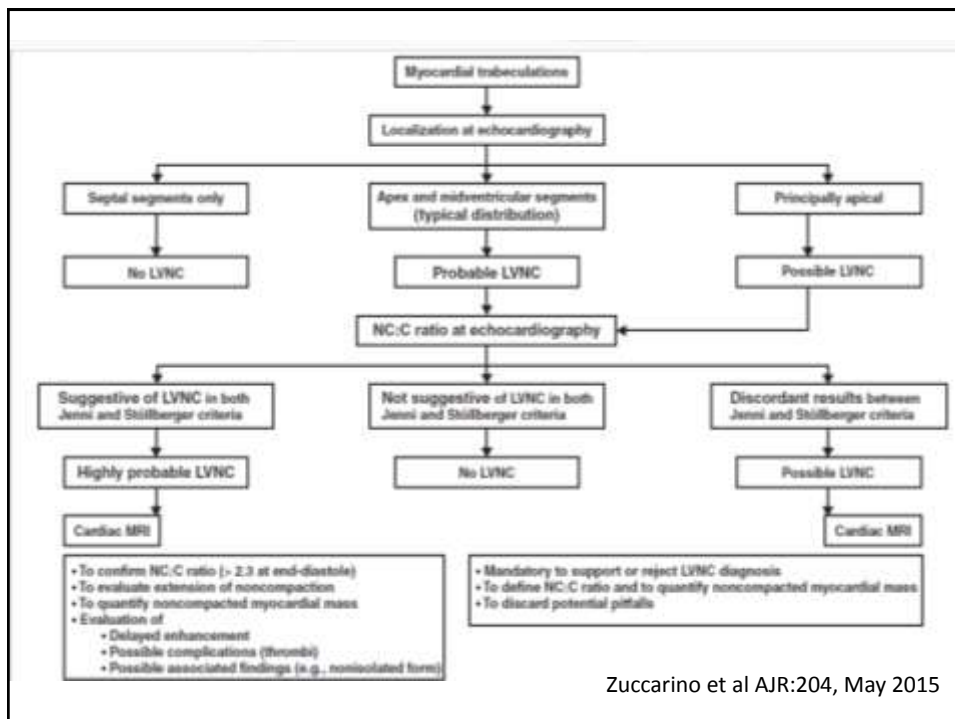 Myocardial trabeculations
Localization at echocardiography
Septal segments only
Apex and midventricular segments
(typical distribution)
Principally apical
No LVNC
Probable LVNC
Possible LVNC
NC:C ratio at echocardiography
Suggestive of LVNC in both
Jenni and Stöllberger criteria
Not suggestive of LVNC in both
Jenni and Stöllberger criteria
Discordant results between
Jenni and Stöllberger criteria
Highly probable LVNC
No LVNC
Possible LVNC
Cardiac MRI
Cardiac MRI
• To confirm NC:C ratio (> 2.3 at end-diastole)
• To evaluate extension of noncompaction
• To quantify noncompacted myocardial mass
• Evaluation of
• Delayed enhancement
• Possible complications (thrombi)
• Possible associated findings (e.g., nonisolated form)
• Mandatory to support or reject LVNC diagnosis
• To define NC:C ratio and to quantify noncompacted myocardial mass
• To discard potential pitfalls
Zuccarino et al AJR:204, May 2015